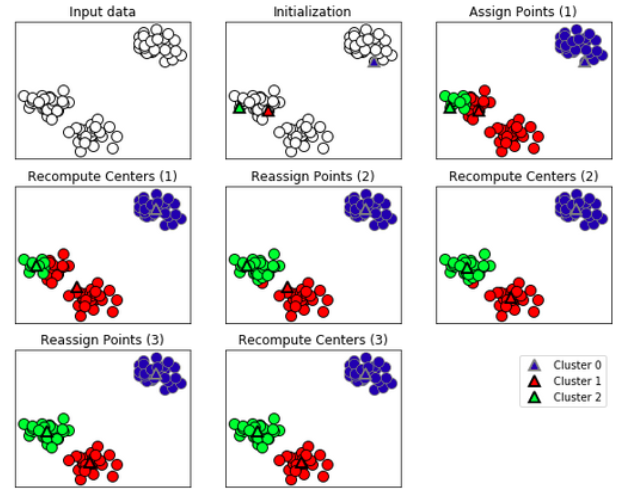 Input data
Initialization
Assign Points (1)
Recompute Centers (1)
Reassign Points (2)
Recompute Centers (2)
Reassign Points (3)
Recompute Centers (3)
Cluster 0
Cluster 1
Cluster 2